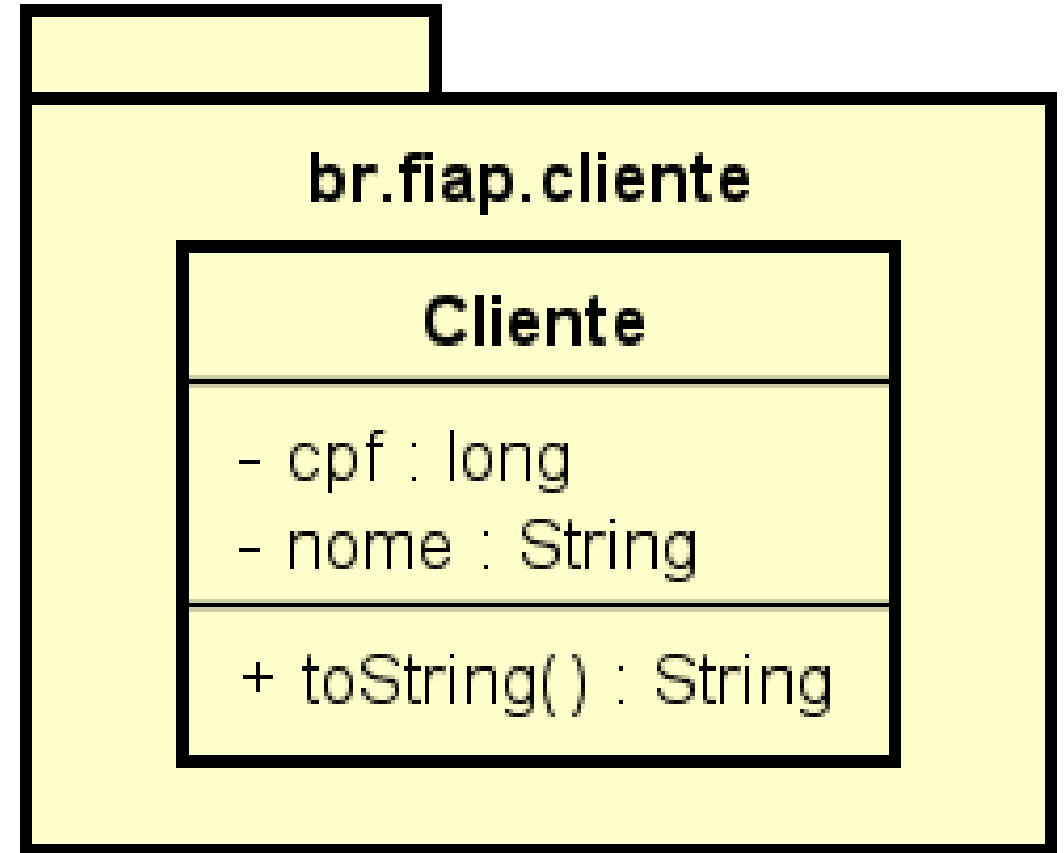 br.fiap.cliente
Cliente
- cpf : long
- nome : String
+ toString() : String